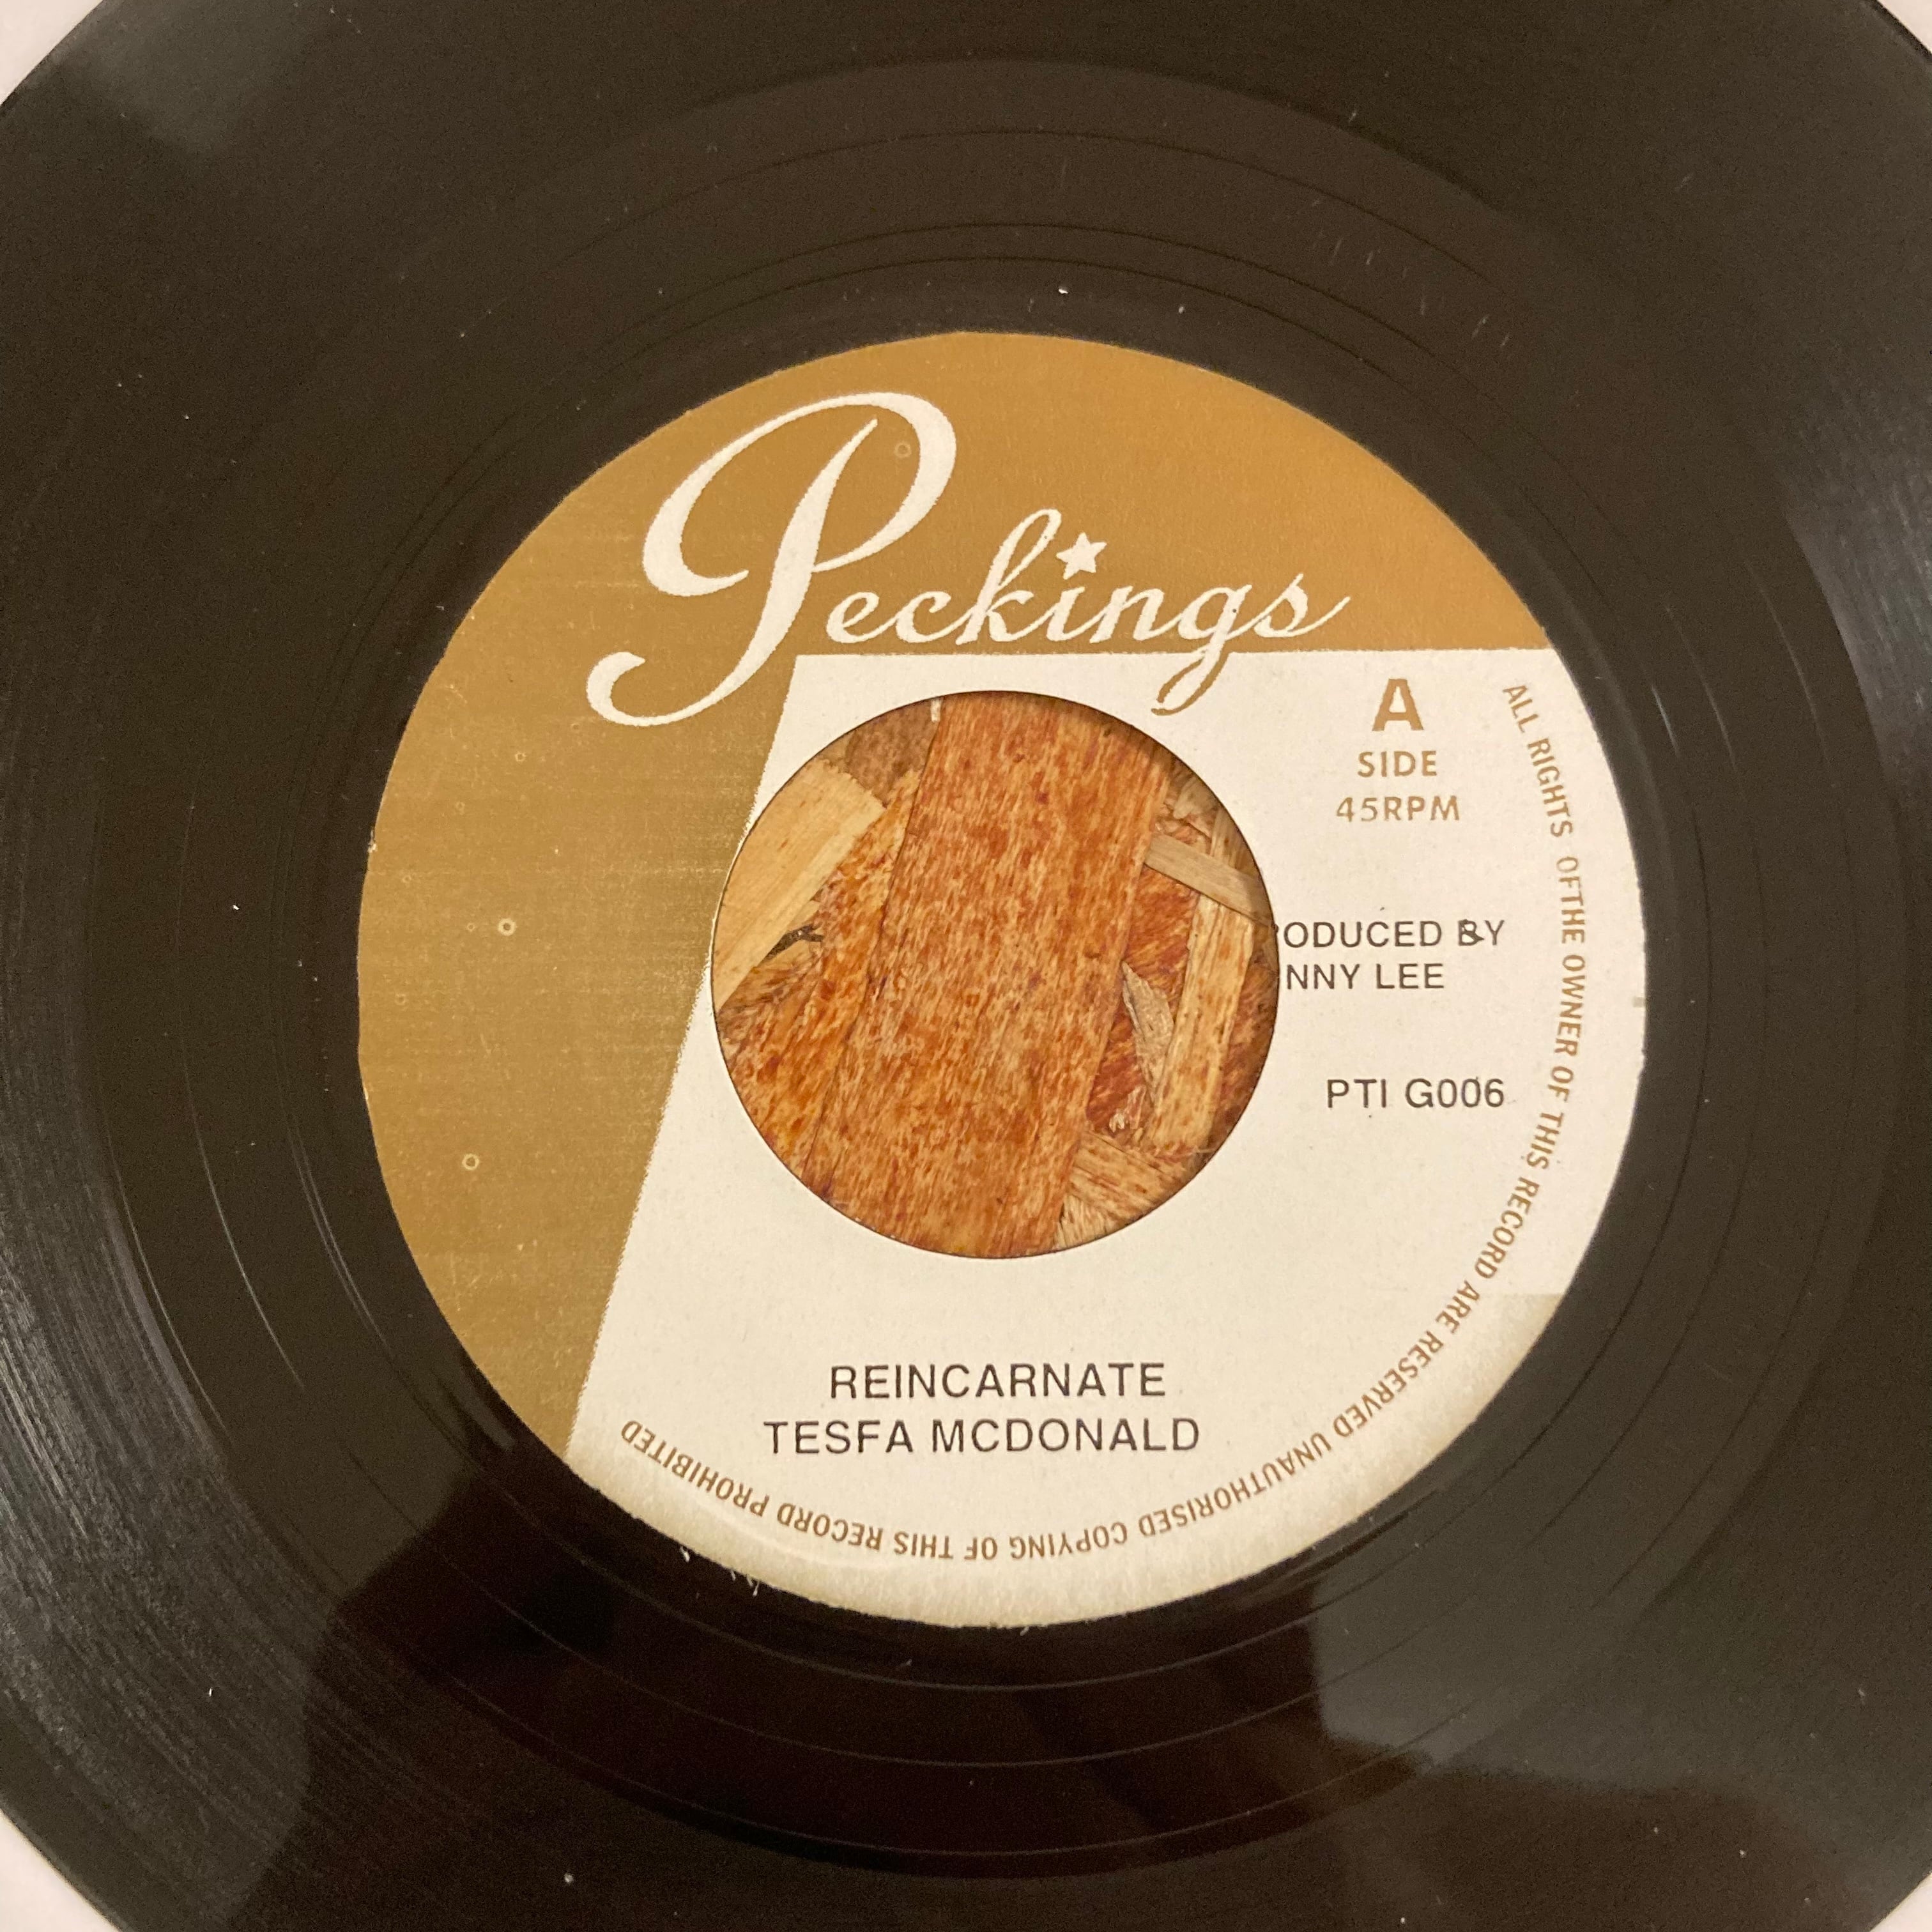 Peckings
A
SIDE
45RPM
ODUCED BY
NNY LEE
PTI G006
REINCARNATE
TESFA MCDONALD
ALL RIGHTS OFTHE OWNER OF THIS RECORD ARE RESERVED UNAUTHORISED COPYING OF THIS RECORD PROHIBITED